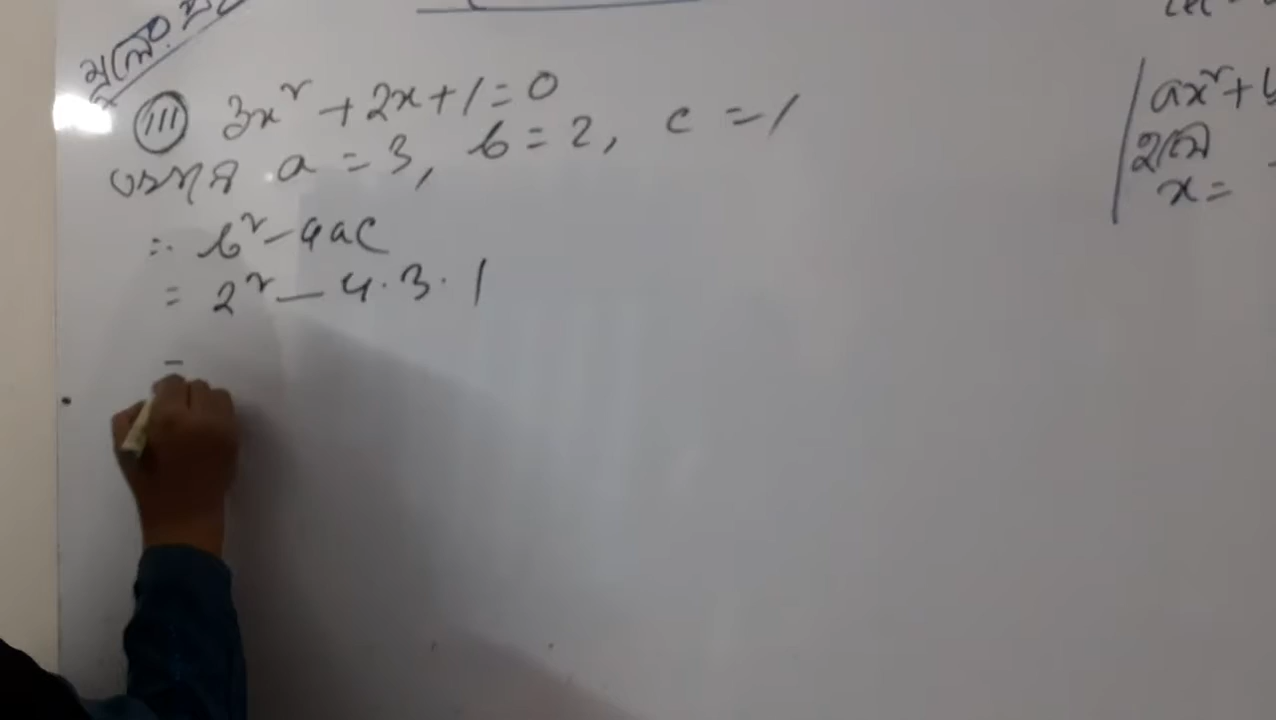 (iii) 3x² + 2x + 1 = 0
এখানে a = 3, b = 2, c = 1
∴ b² - 4ac
= 2² - 4·3·1
=
ax² + b
হলে
x =